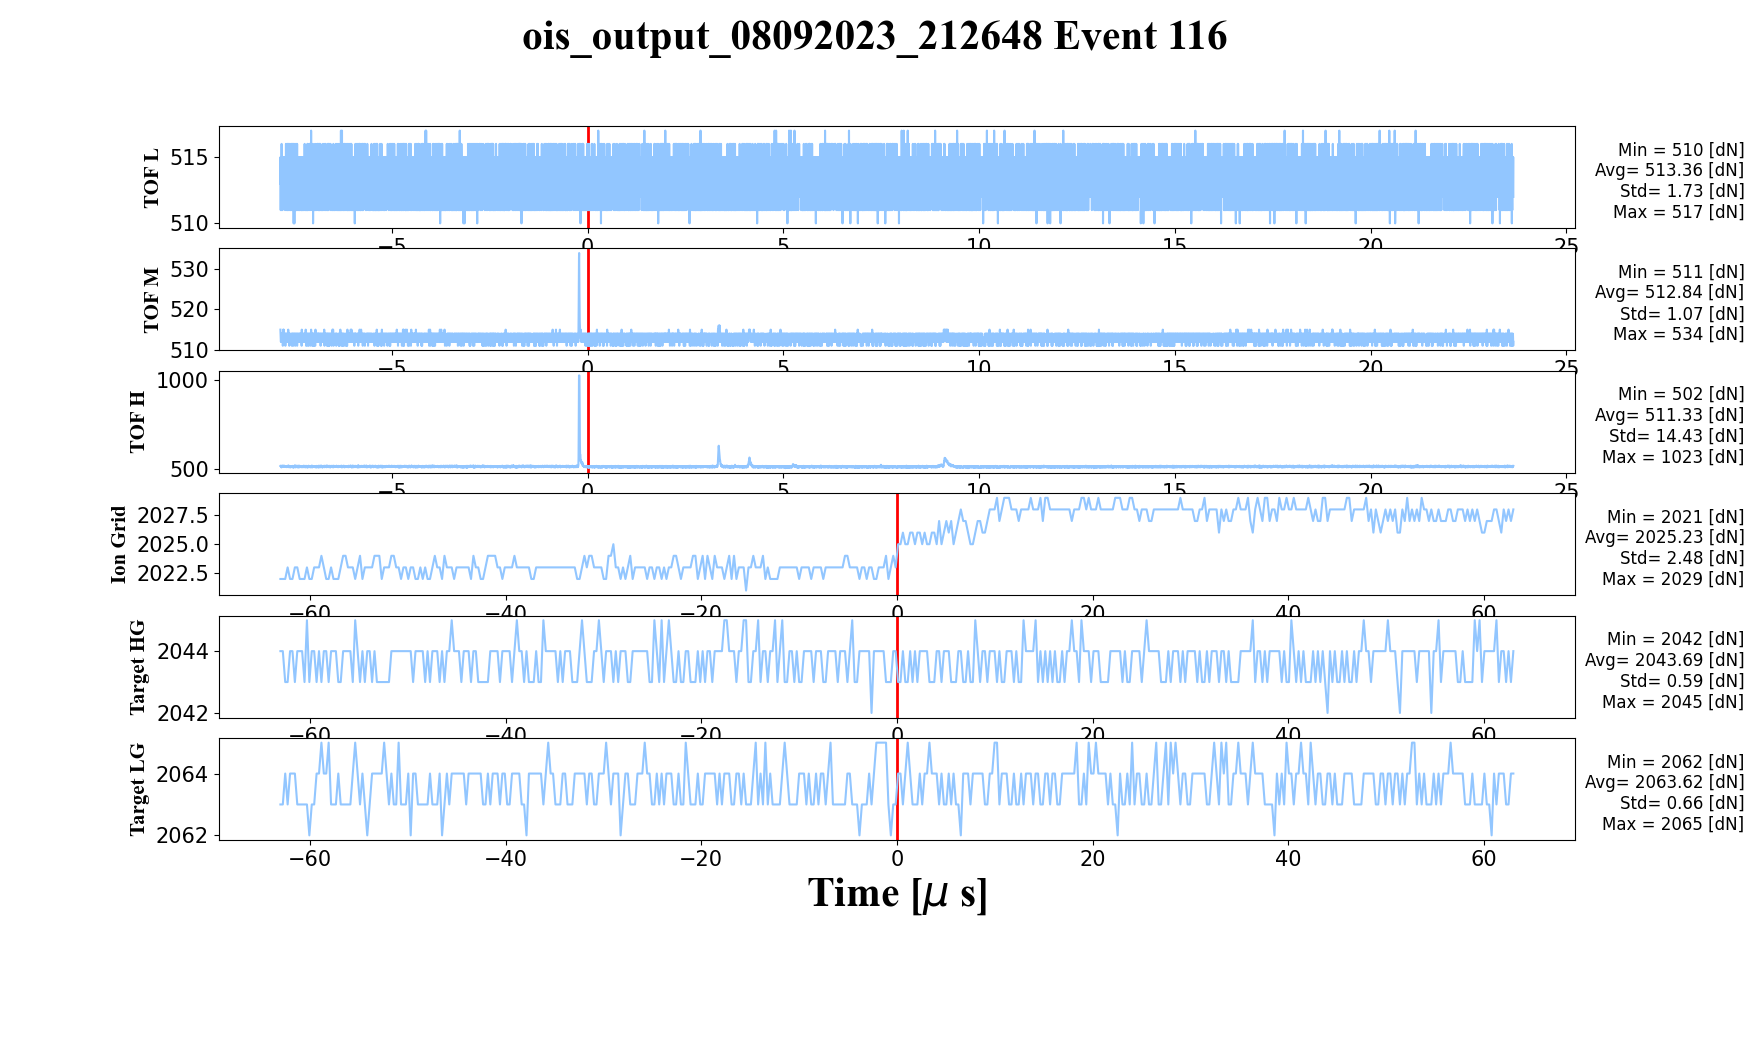 ois_output_08092023_212648 Event 116
TOF L
515
510
−5
0
5
10
15
20
25
Min = 510 [dN]
Avg= 513.36 [dN]
Std= 1.73 [dN]
Max = 517 [dN]
TOF M
530
520
510
−5
0
5
10
15
20
25
Min = 511 [dN]
Avg= 512.84 [dN]
Std= 1.07 [dN]
Max = 534 [dN]
TOF H
1000
500
−5
0
5
10
15
20
25
Min = 502 [dN]
Avg= 511.33 [dN]
Std= 14.43 [dN]
Max = 1023 [dN]
Ion Grid
2027.5
2025.0
2022.5
−60
−40
−20
0
20
40
60
Min = 2021 [dN]
Avg= 2025.23 [dN]
Std= 2.48 [dN]
Max = 2029 [dN]
Target HG
2044
2042
−60
−40
−20
0
20
40
60
Min = 2042 [dN]
Avg= 2043.69 [dN]
Std= 0.59 [dN]
Max = 2045 [dN]
Target LG
2064
2062
−60
−40
−20
0
20
40
60
Min = 2062 [dN]
Avg= 2063.62 [dN]
Std= 0.66 [dN]
Max = 2065 [dN]
Time [μ s]